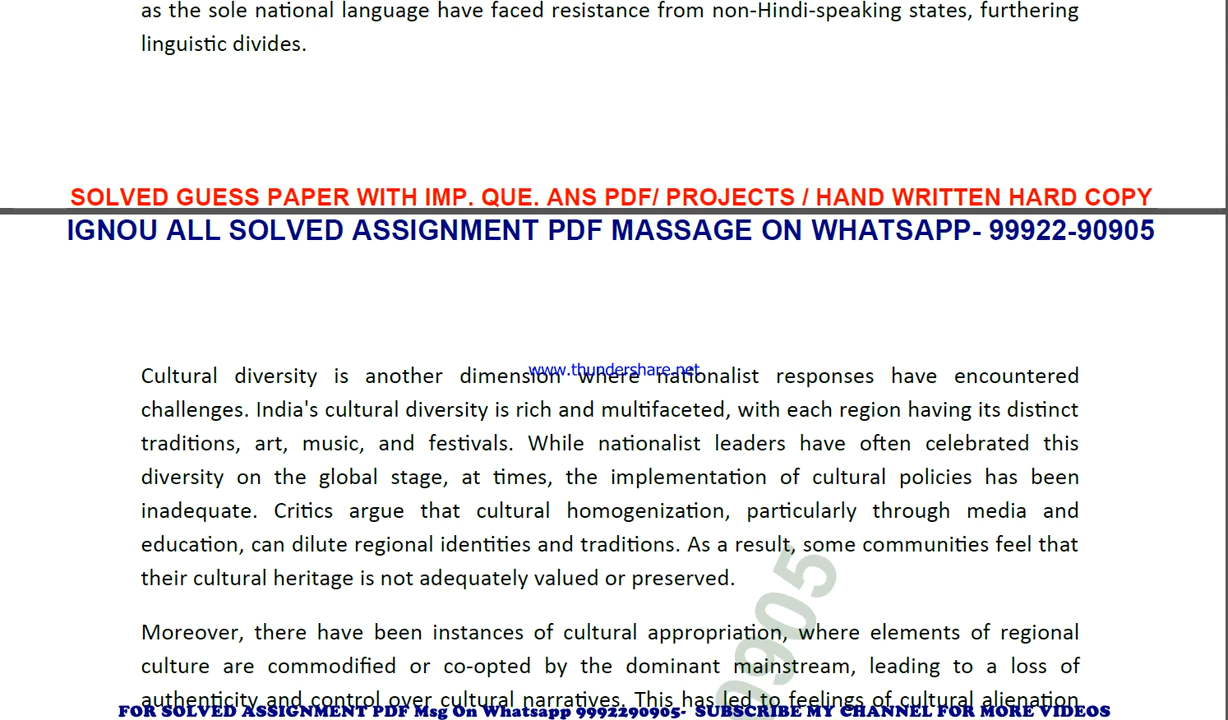 as the sole national language have faced resistance from non-Hindi-speaking states, furthering
linguistic divides.
SOLVED GUESS PAPER WITH IMP. QUE. ANS PDF/ PROJECTS / HAND WRITTEN HARD COPY
IGNOU ALL SOLVED ASSIGNMENT PDF MASSAGE ON WHATSAPP- 99922-90905
www.thundershare.net
Cultural diversity is another dimension where nationalist responses have encountered
challenges. India's cultural diversity is rich and multifaceted, with each region having its distinct
traditions, art, music, and festivals. While nationalist leaders have often celebrated this
diversity on the global stage, at times, the implementation of cultural policies has been
inadequate. Critics argue that cultural homogenization, particularly through media and
education, can dilute regional identities and traditions. As a result, some communities feel that
their cultural heritage is not adequately valued or preserved.
Moreover, there have been instances of cultural appropriation, where elements of regional
culture are commodified or co-opted by the dominant mainstream, leading to a loss of
authenticity and control over cultural narratives. This has led to feelings of cultural alienation
0905
FOR SOLVED ASSIGNMENT PDF Msg On Whatsapp 9992290905- SUBSCRIBE MY CHANNEL FOR MORE VIDEOS